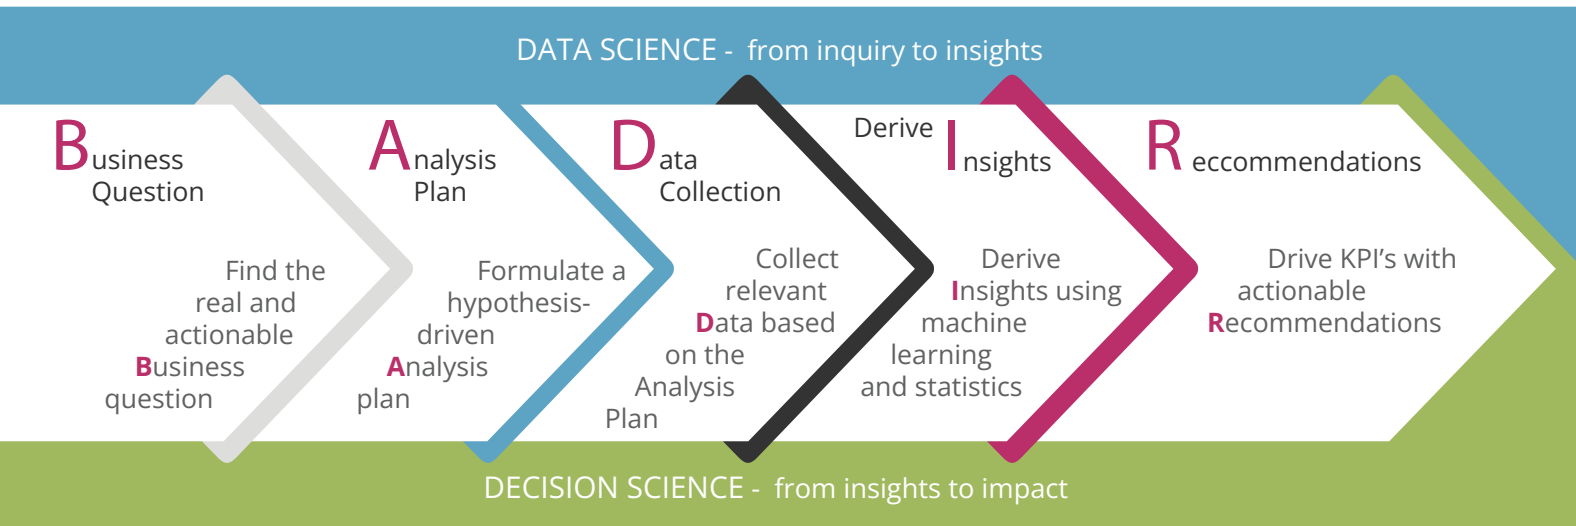 DATA SCIENCE - from inquiry to insights
Business
Question
Find the
real and
actionable
Business
question
Analysis
Plan
Formulate a
hypothesis-
driven
Analysis
plan
Data
Collection
Collect
relevant
Data based
on the
Analysis
Plan
Derive Insights
Derive
Insights using
machine
learning
and statistics
Reccommendations
Drive KPI's with
actionable
Recommendations
DECISION SCIENCE - from insights to impact